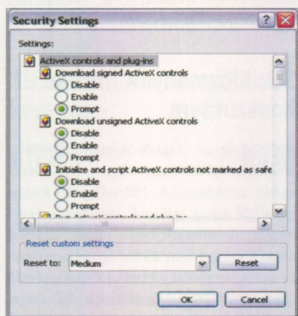 Security Settings
Settings:
ActiveX controls and plug-ins
Download signed ActiveX controls
Disable
Enable
Prompt
Download unsigned ActiveX controls
Disable
Enable
Prompt
Initialize and script ActiveX controls not marked as safe
Disable
Enable
Prompt
Reset custom settings
Reset to: Medium Reset
OK Cancel